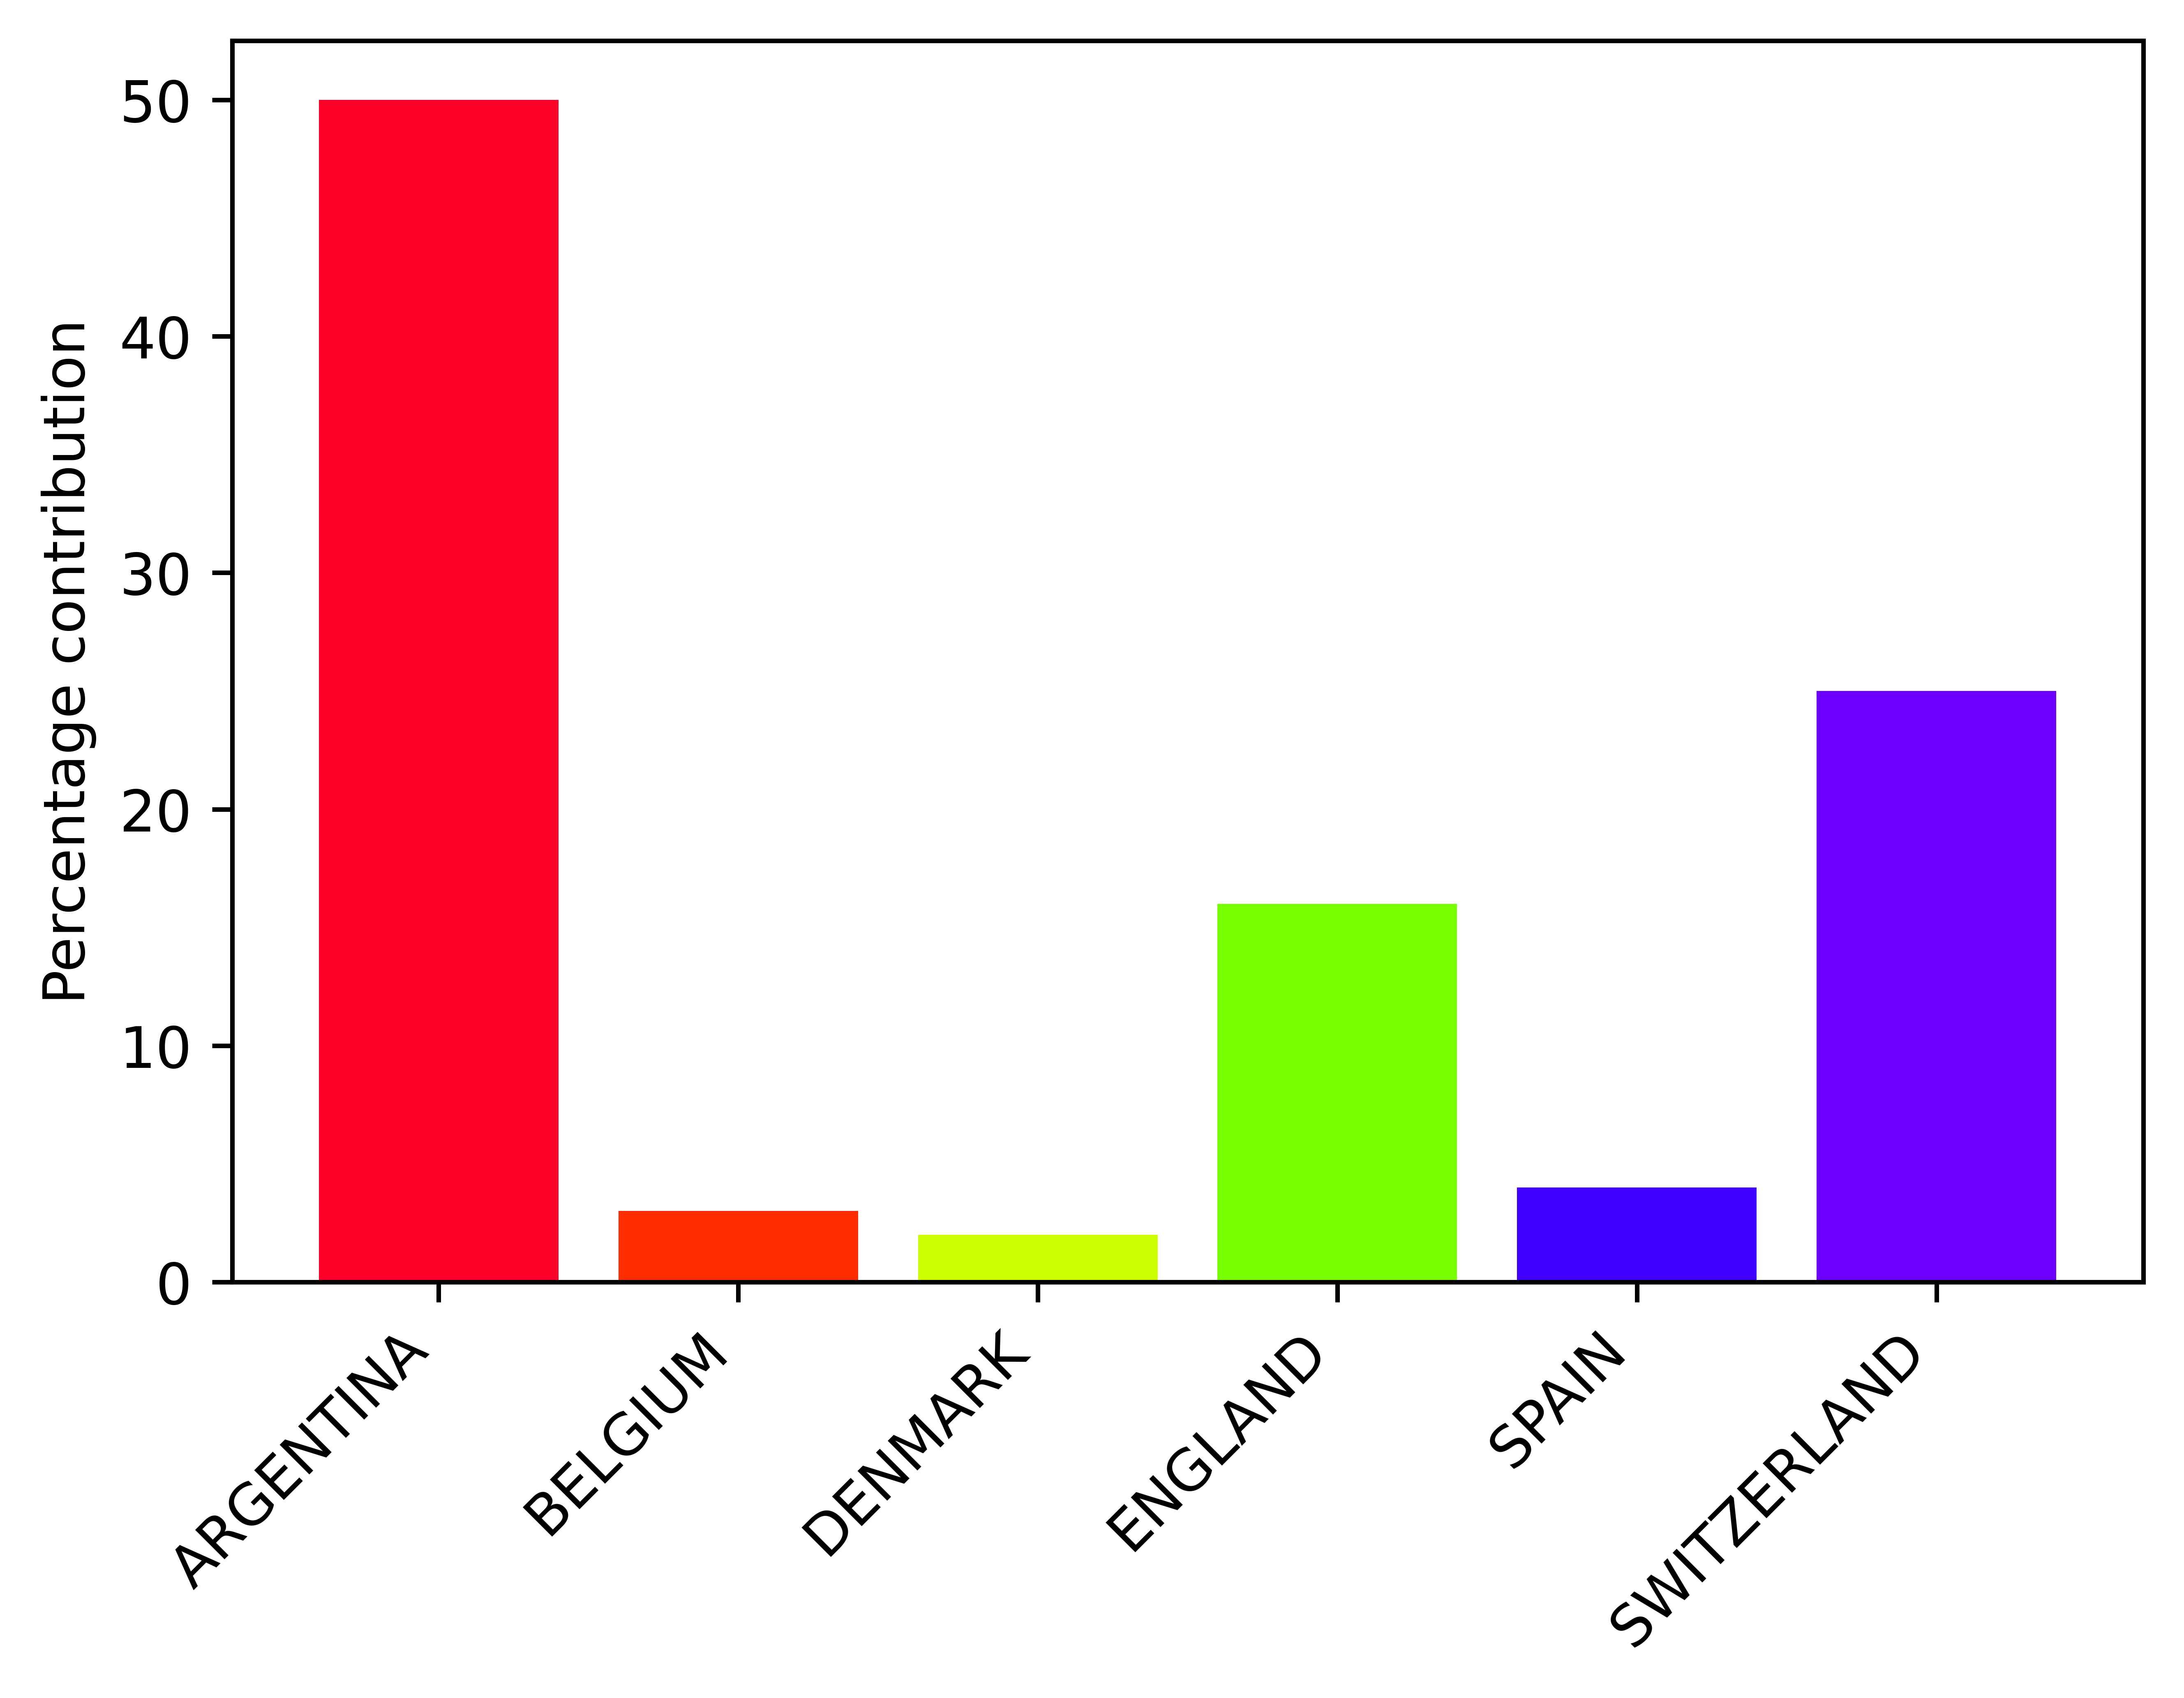 Percentage contribution
50
40
30
20
10
0
ARGENTINA
BELGIUM
DENMARK
ENGLAND
SPAIN
SWITZERLAND